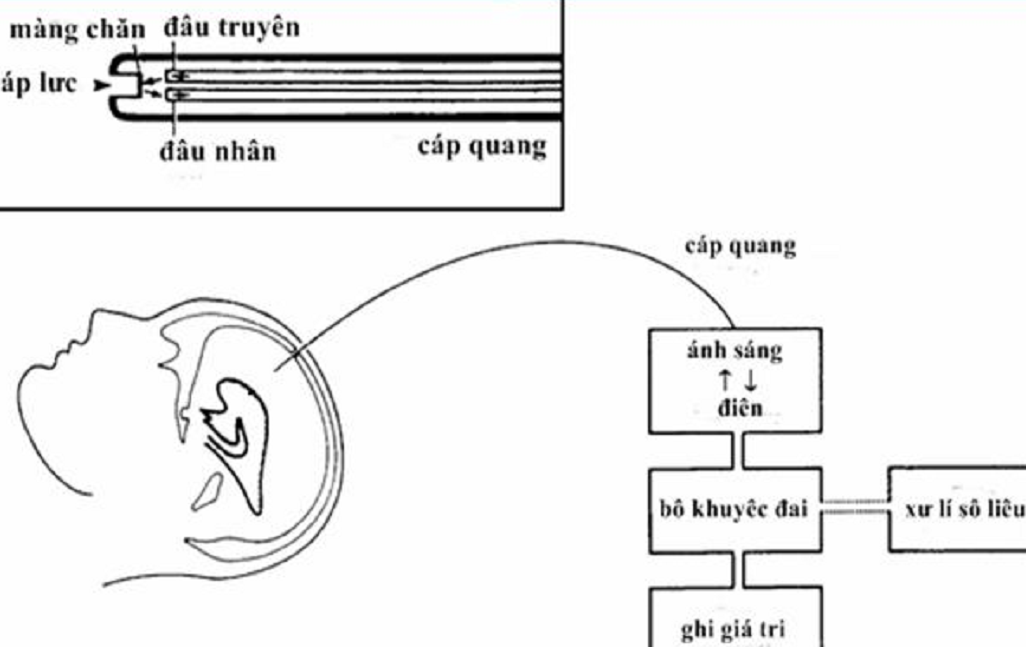 màng chăn đâu truyên
áp lưc
đâu nhân
cáp quang
cáp quang
ánh sáng
↑ ↓
điên
bô khuyêc đai
xư lí sô liêu
ghi giá tri